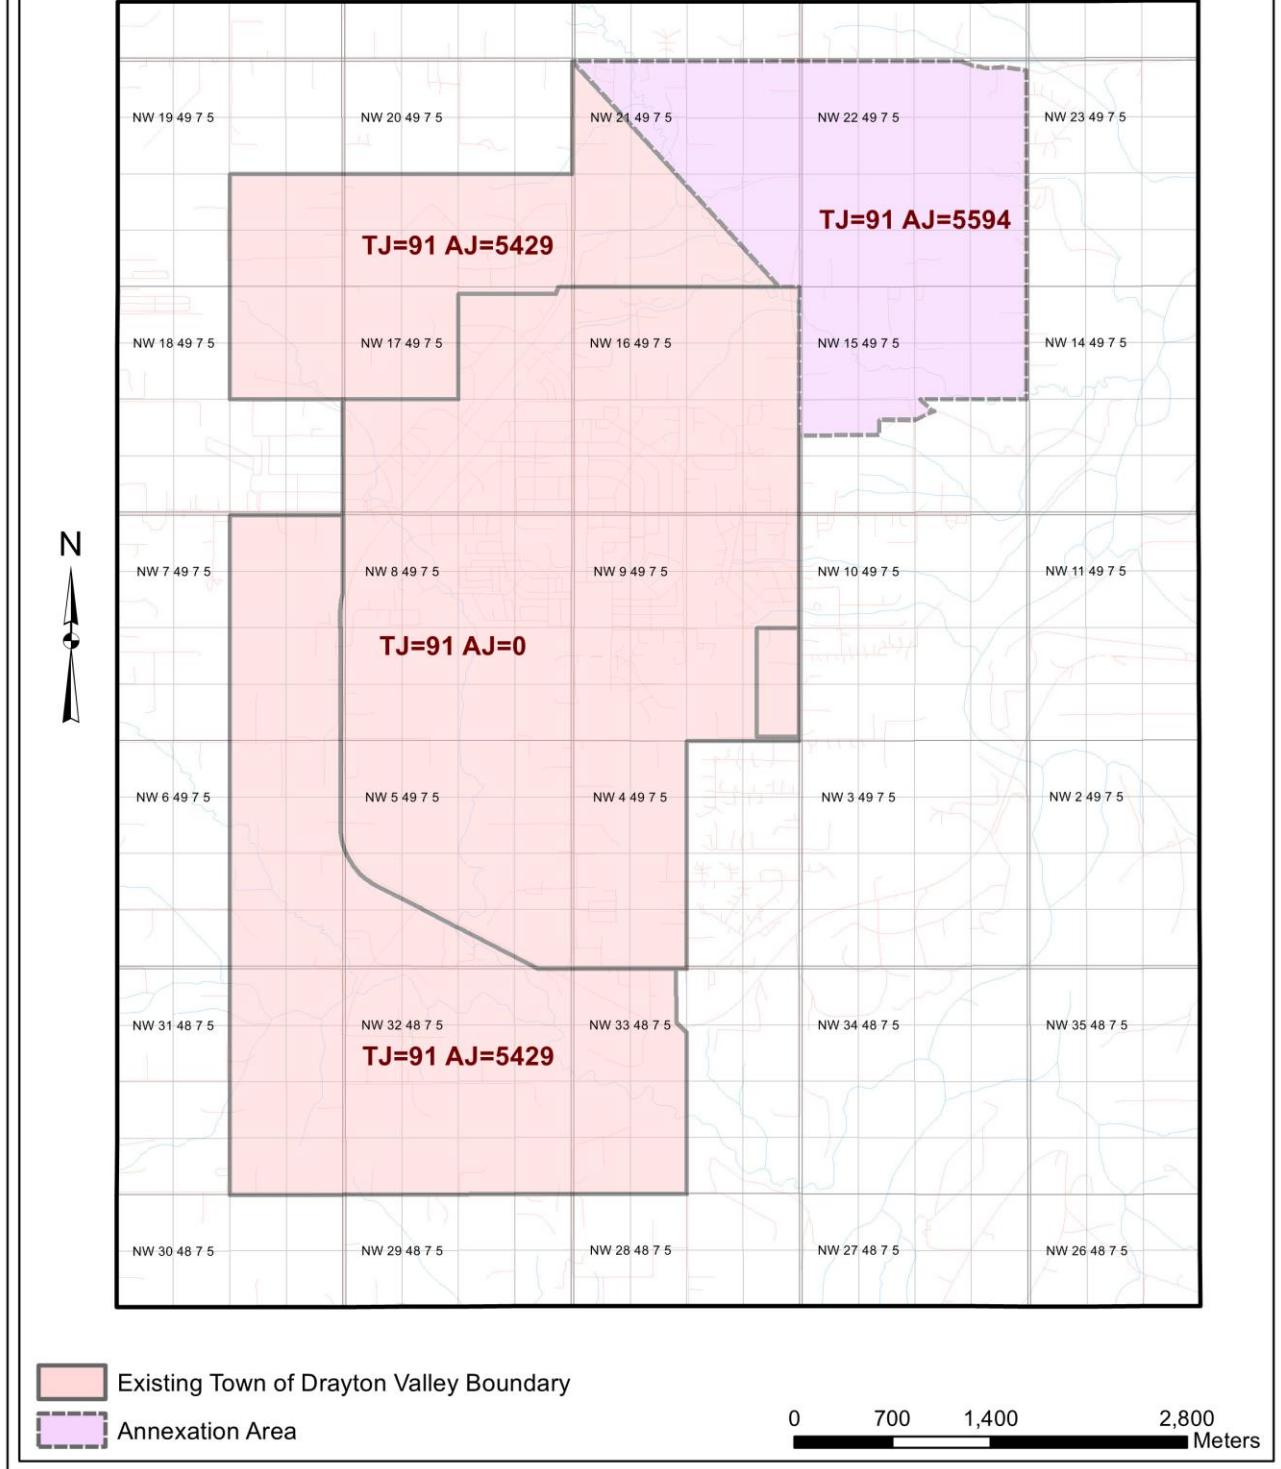 NW 19 49 7 5 NW 20 49 7 5 NW 21 49 7 5 NW 22 49 7 5 NW 23 49 7 5
TJ=91 AJ=5594
TJ=91 AJ=5429
NW 18 49 7 5 NW 17 49 7 5 NW 16 49 7 5 NW 15 49 7 5 NW 14 49 7 5
N
NW 7 49 7 5 NW 8 49 7 5 NW 9 49 7 5 NW 10 49 7 5 NW 11 49 7 5
TJ=91 AJ=0
NW 6 49 7 5 NW 5 49 7 5 NW 4 49 7 5 NW 3 49 7 5 NW 2 49 7 5
NW 31 48 7 5 NW 32 48 7 5 NW 33 48 7 5 NW 34 48 7 5 NW 35 48 7 5
TJ=91 AJ=5429
NW 30 48 7 5 NW 29 48 7 5 NW 28 48 7 5 NW 27 48 7 5 NW 26 48 7 5
Existing Town of Drayton Valley Boundary
Annexation Area
0 700 1,400 2,800
Meters